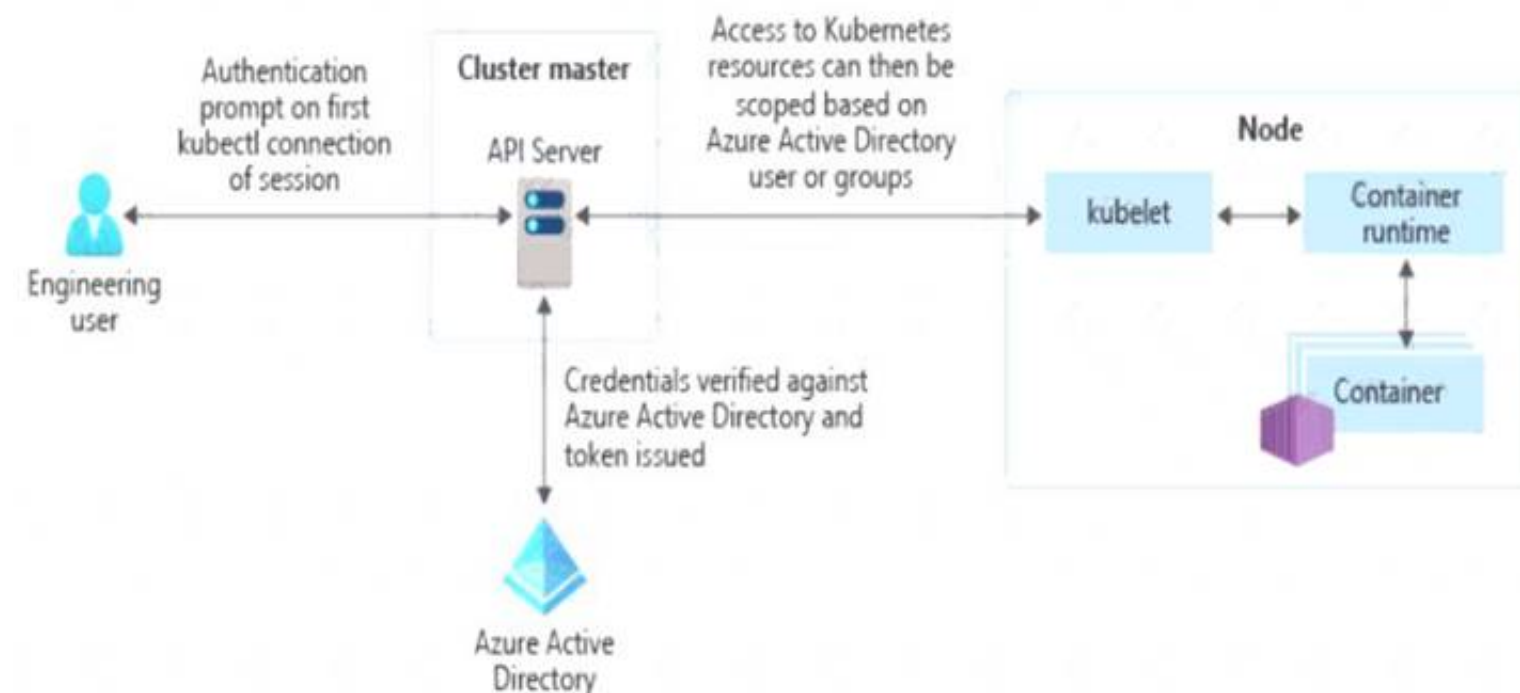 Authentication
prompt on first
kubectl connection
of session
Engineering
user
Cluster master
API Server
Access to Kubernetes
resources can then be
scoped based on
Azure Active Directory
user or groups
Node
kubelet
Container
runtime
Container
Credentials verified against
Azure Active Directory and
token issued
Azure Active
Directory